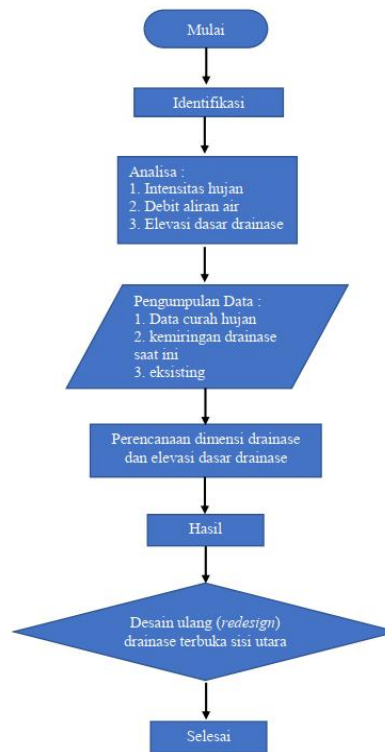 Mulai
Identifikasi
Analisa :
1. Intensitas hujan
2. Debit aliran air
3. Elevasi dasar drainase
Pengumpulan Data :
1. Data curah hujan
2. kemiringan drainase
saat ini
3. eksisting
Perencanaan dimensi drainase
dan elevasi dasar drainase
Hasil
Desain ulang (redesign)
drainase terbuka sisi utara
Selesai